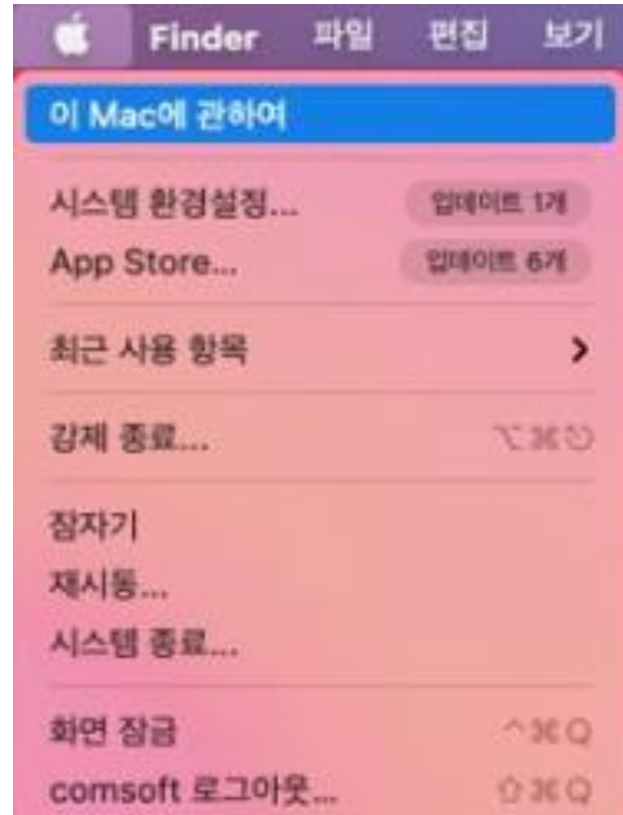 Finder 파일 편집 보기
이 Mac에 관하여
시스템 환경설정... 업데이트 1개
App Store... 업데이트 6개
최근 사용 항목
강제 종료... ⌥⌘⎋
잠자기
재시동...
시스템 종료...
화면 잠금 ^⌘Q
comsoft 로그아웃... ⇧⌘Q